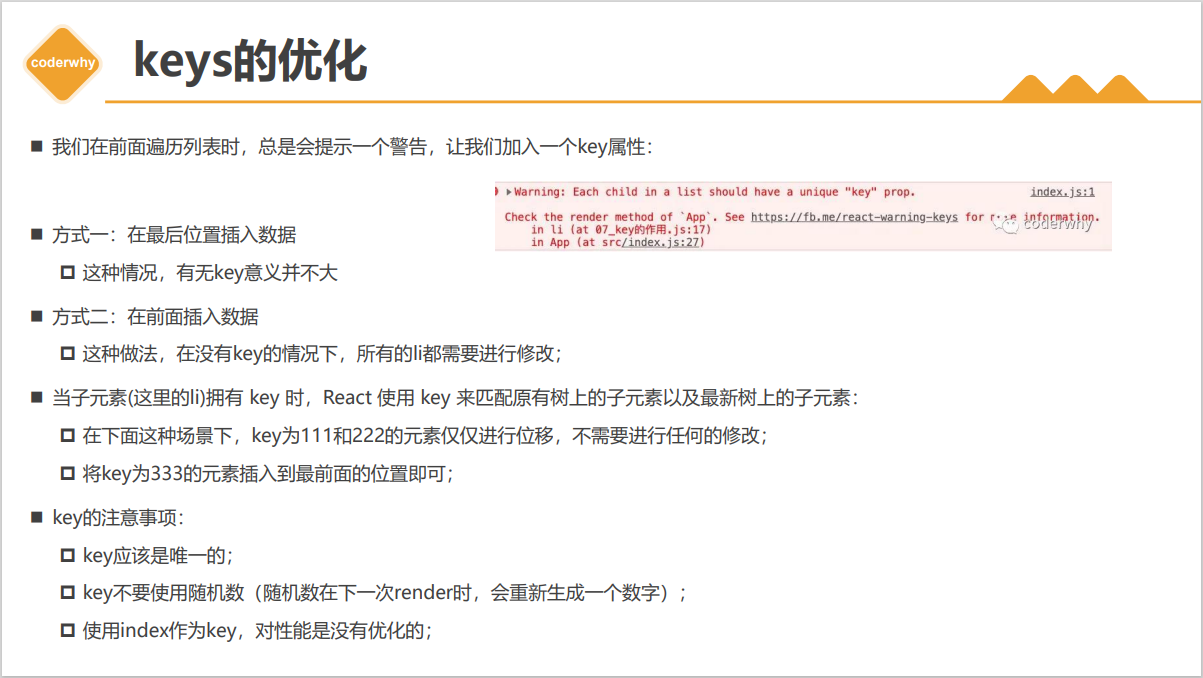 coderwhy
keys的优化
■ 我们在前面遍历列表时，总是会提示一个警告，让我们加入一个key属性：
Warning: Each child in a list should have a unique "key" prop.
index.js:1
Check the render method of `App`. See https://fb.me/react-warning-keys for more information.
in li (at 07_key的作用.js:17)
in App (at src/index.js:27)
coderwhy
■ 方式一：在最后位置插入数据
这种情况，有无key意义并不大
■ 方式二：在前面插入数据
这种做法，在没有key的情况下，所有的li都需要进行修改；
■ 当子元素(这里的li)拥有 key 时，React 使用 key 来匹配原有树上的子元素以及最新树上的子元素：
在下面这种场景下，key为111和222的元素仅仅进行位移，不需要进行任何的修改；
将key为333的元素插入到最前面的位置即可；
■ key的注意事项：
key应该是唯一的；
key不要使用随机数（随机数在下一次render时，会重新生成一个数字）；
使用index作为key，对性能是没有优化的；